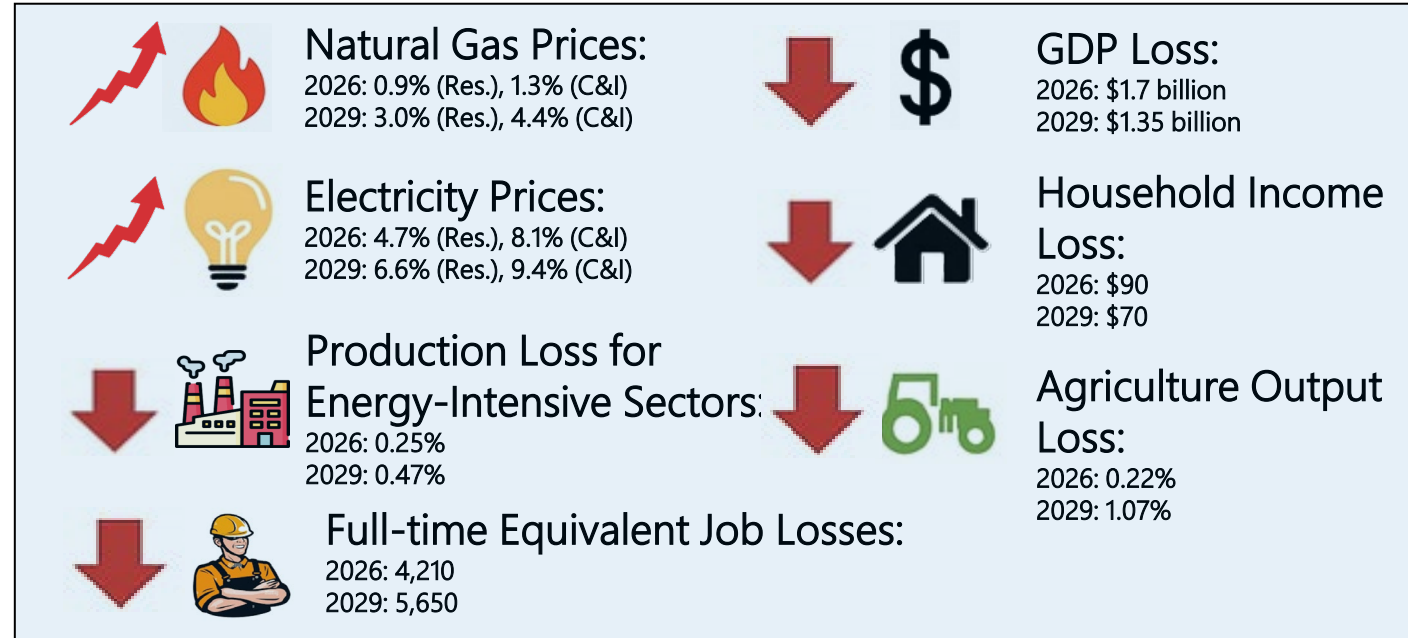 Natural Gas Prices:
2026: 0.9% (Res.), 1.3% (C&I)
2029: 3.0% (Res.), 4.4% (C&I)
Electricity Prices:
2026: 4.7% (Res.), 8.1% (C&I)
2029: 6.6% (Res.), 9.4% (C&I)
Production Loss for
Energy-Intensive Sectors:
2026: 0.25%
2029: 0.47%
Full-time Equivalent Job Losses:
2026: 4,210
2029: 5,650
$
GDP Loss:
2026: $1.7 billion
2029: $1.35 billion
Household Income
Loss:
2026: $90
2029: $70
Agriculture Output
Loss:
2026: 0.22%
2029: 1.07%